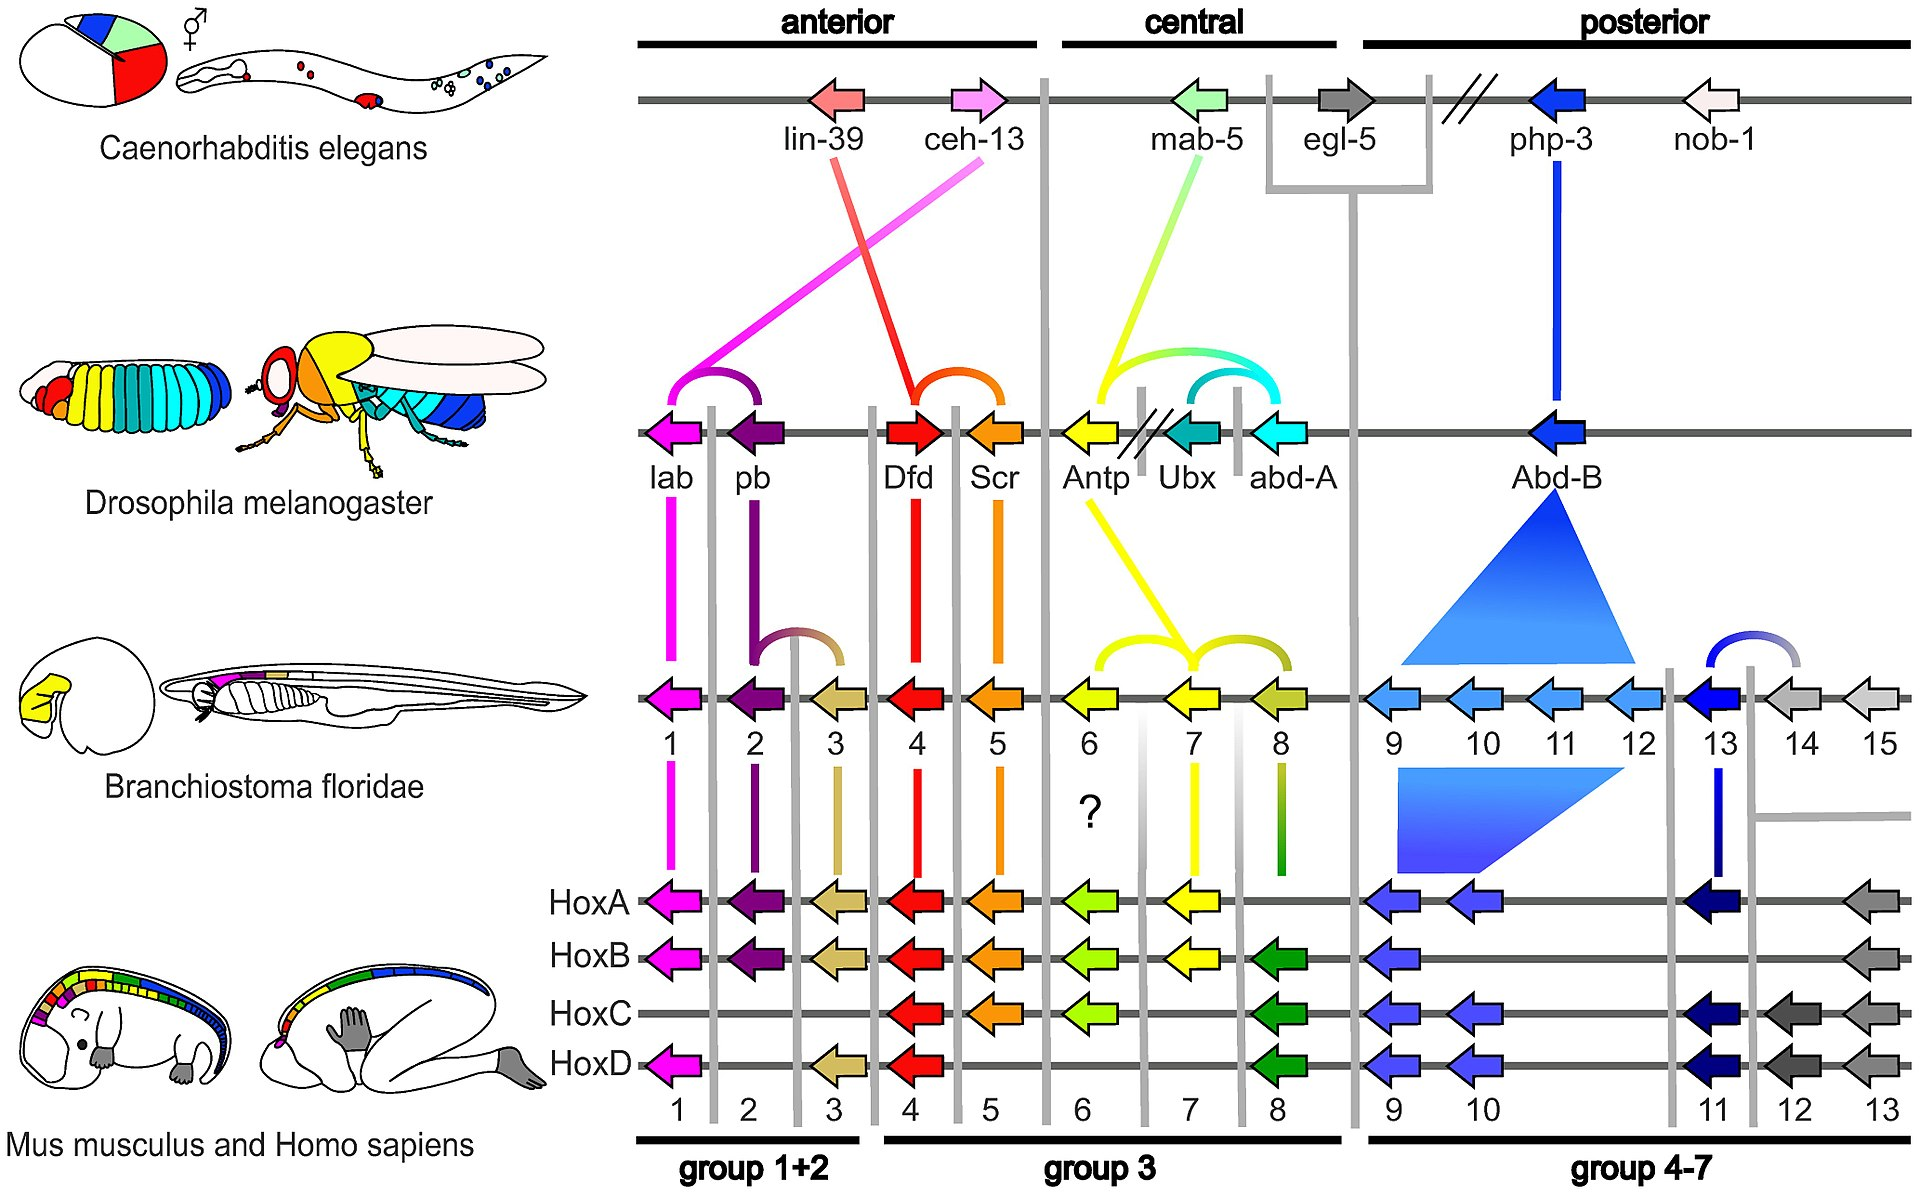 anterior central posterior
lin-39 ceh-13 mab-5 egl-5 php-3 nob-1
Caenorhabditis elegans
lab pb Dfd Scr Antp Ubx abd-A Abd-B
Drosophila melanogaster
1 2 3 4 5 6 7 8 9 10 11 12 13 14 15
Branchiostoma floridae
?
HoxA
HoxB
HoxC
HoxD
1 2 3 4 5 6 7 8 9 10 11 12 13
Mus musculus and Homo sapiens
group 1+2 group 3 group 4-7